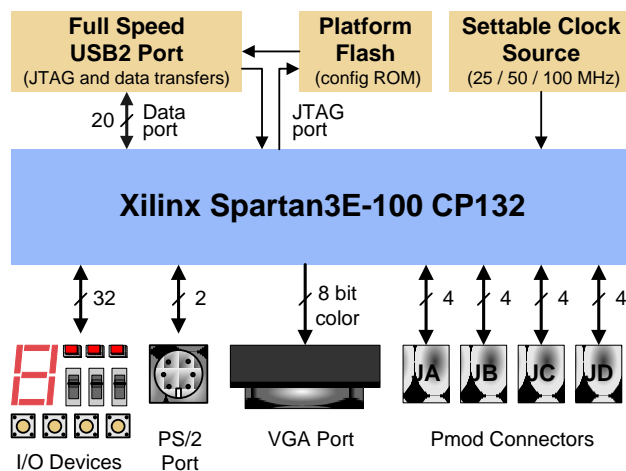 Full Speed
USB2 Port
(JTAG and data transfers)
Platform
Flash
(config ROM)
Settable Clock
Source
(25 / 50 / 100 MHz)
20
Data
port
JTAG
port
Xilinx Spartan3E-100 CP132
32
2
8 bit
color
4
4
4
4
JA
JB
JC
JD
I/O Devices
PS/2
Port
VGA Port
Pmod Connectors